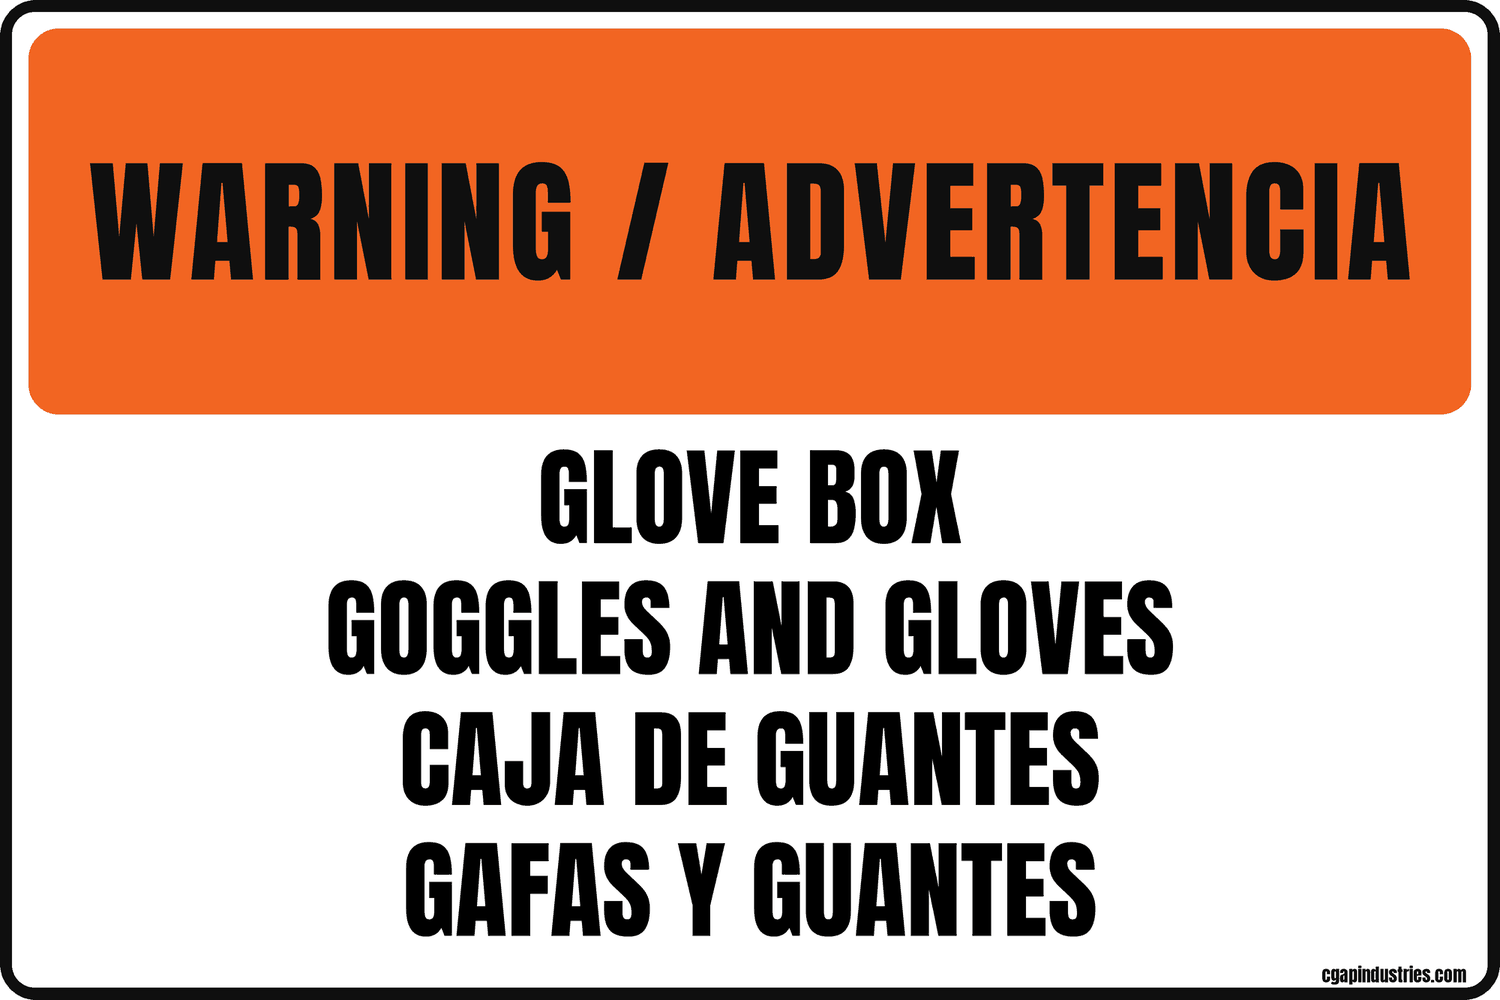 WARNING / ADVERTENCIA
GLOVE BOX
GOGGLES AND GLOVES
CAJA DE GUANTES
GAFAS Y GUANTES
cgapindustries.com